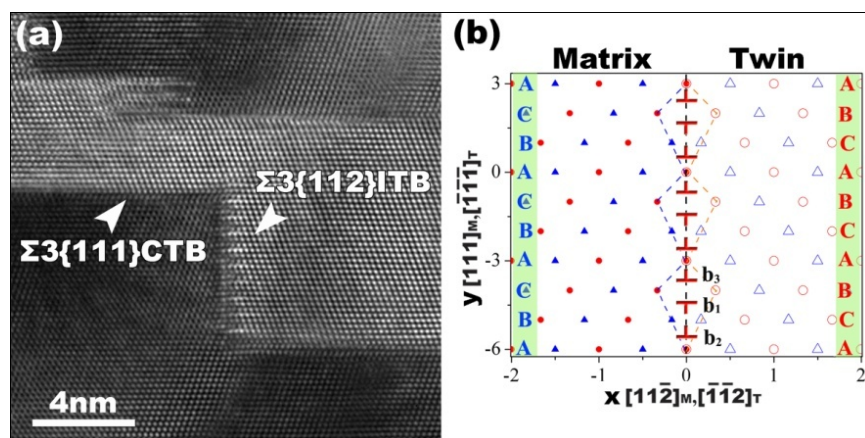 (a)
Σ3{112}ITB
Σ3{111}CTB
4nm
(b)
Matrix
Twin
y [111]M,[1̅1̅1̅]T
3
0
-3
-6
A
C
B
A
C
B
A
C
B
A
b₃
b₁
b₂
A
B
C
A
B
C
A
B
C
A
-2 -1 0 1 2
x [112̅]M,[1̅1̅2]T